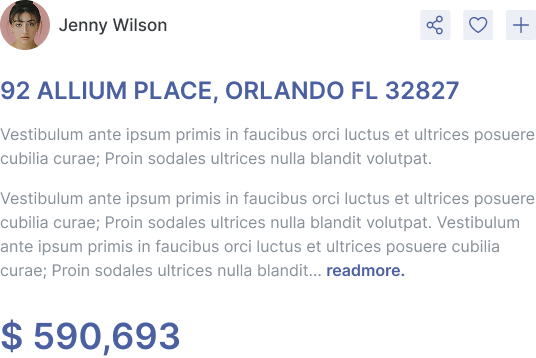 Jenny Wilson
92 ALLIUM PLACE, ORLANDO FL 32827
Vestibulum ante ipsum primis in faucibus orci luctus et ultrices posuere
cubilia curae; Proin sodales ultrices nulla blandit volutpat.
Vestibulum ante ipsum primis in faucibus orci luctus et ultrices posuere
cubilia curae; Proin sodales ultrices nulla blandit volutpat. Vestibulum
ante ipsum primis in faucibus orci luctus et ultrices posuere cubilia
curae; Proin sodales ultrices nulla blandit... readmore.
$ 590,693